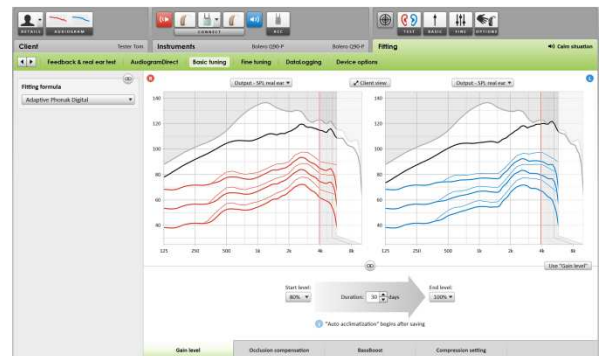 DETAILS AUDIOGRAM CONNECT ACC TEST BASIC FINE OPTIONS
Client Tester Tom Instruments Bolero Q90-P Bolero Q90-P Fitting Calm situation
Feedback & real ear test AudiogramDirect Basic tuning Fine tuning DataLogging Device options
Fitting formula
Adaptive Phonak Digital
R Output - SPL real ear Client view Output - SPL real ear L
140 140
120 120
100 100
80 80
60 60
40 40
125 250 500 1k 2k 4k 8k 125 250 500 1k 2k 4k 8k
Use "Gain level"
Start level: End level:
80% Duration: 30 days 100%
"Auto acclimatization" begins after saving
Gain level Occlusion compensation BassBoost Compression setting